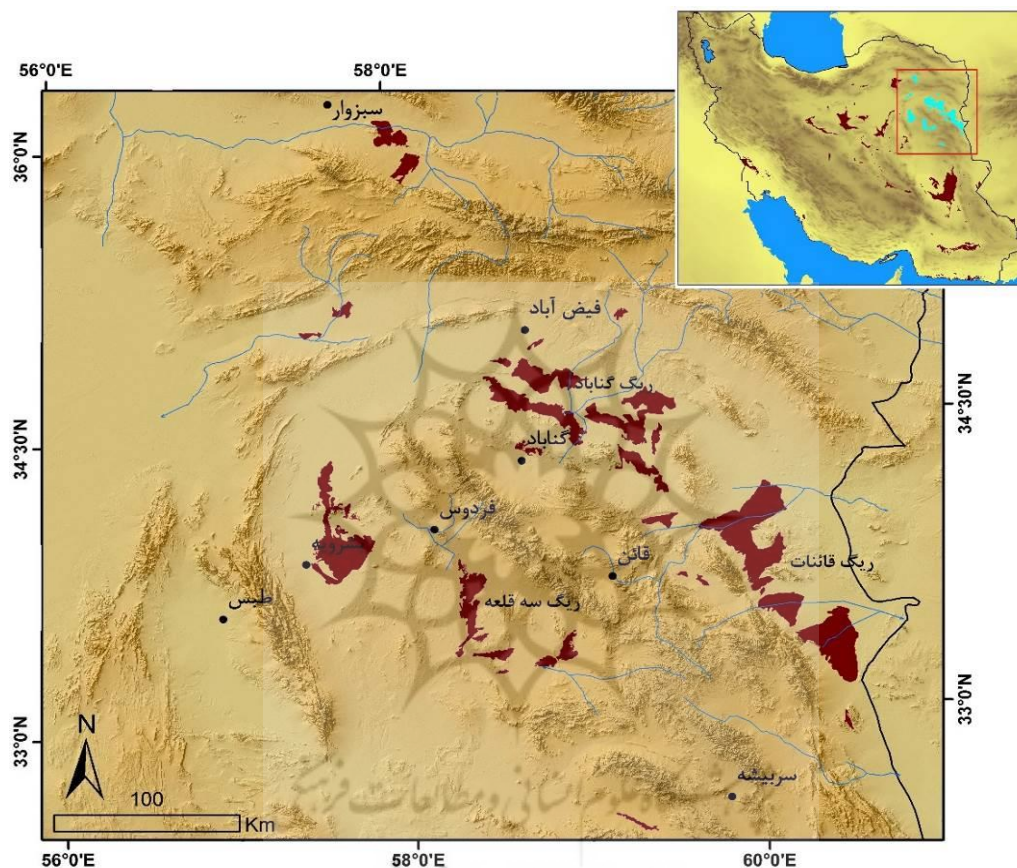 56°0'E
58°0'E
سبزوار
36°0'N
فیض آباد
ریگ گناباد
34°30'N
34°30'N
گناباد
فردوس
قائن
ریگ قائنات
طبس
ریگ سه قلعه
33°0'N
33°0'N
N
سربیشه
100
Km
56°0'E
58°0'E
60°0'E